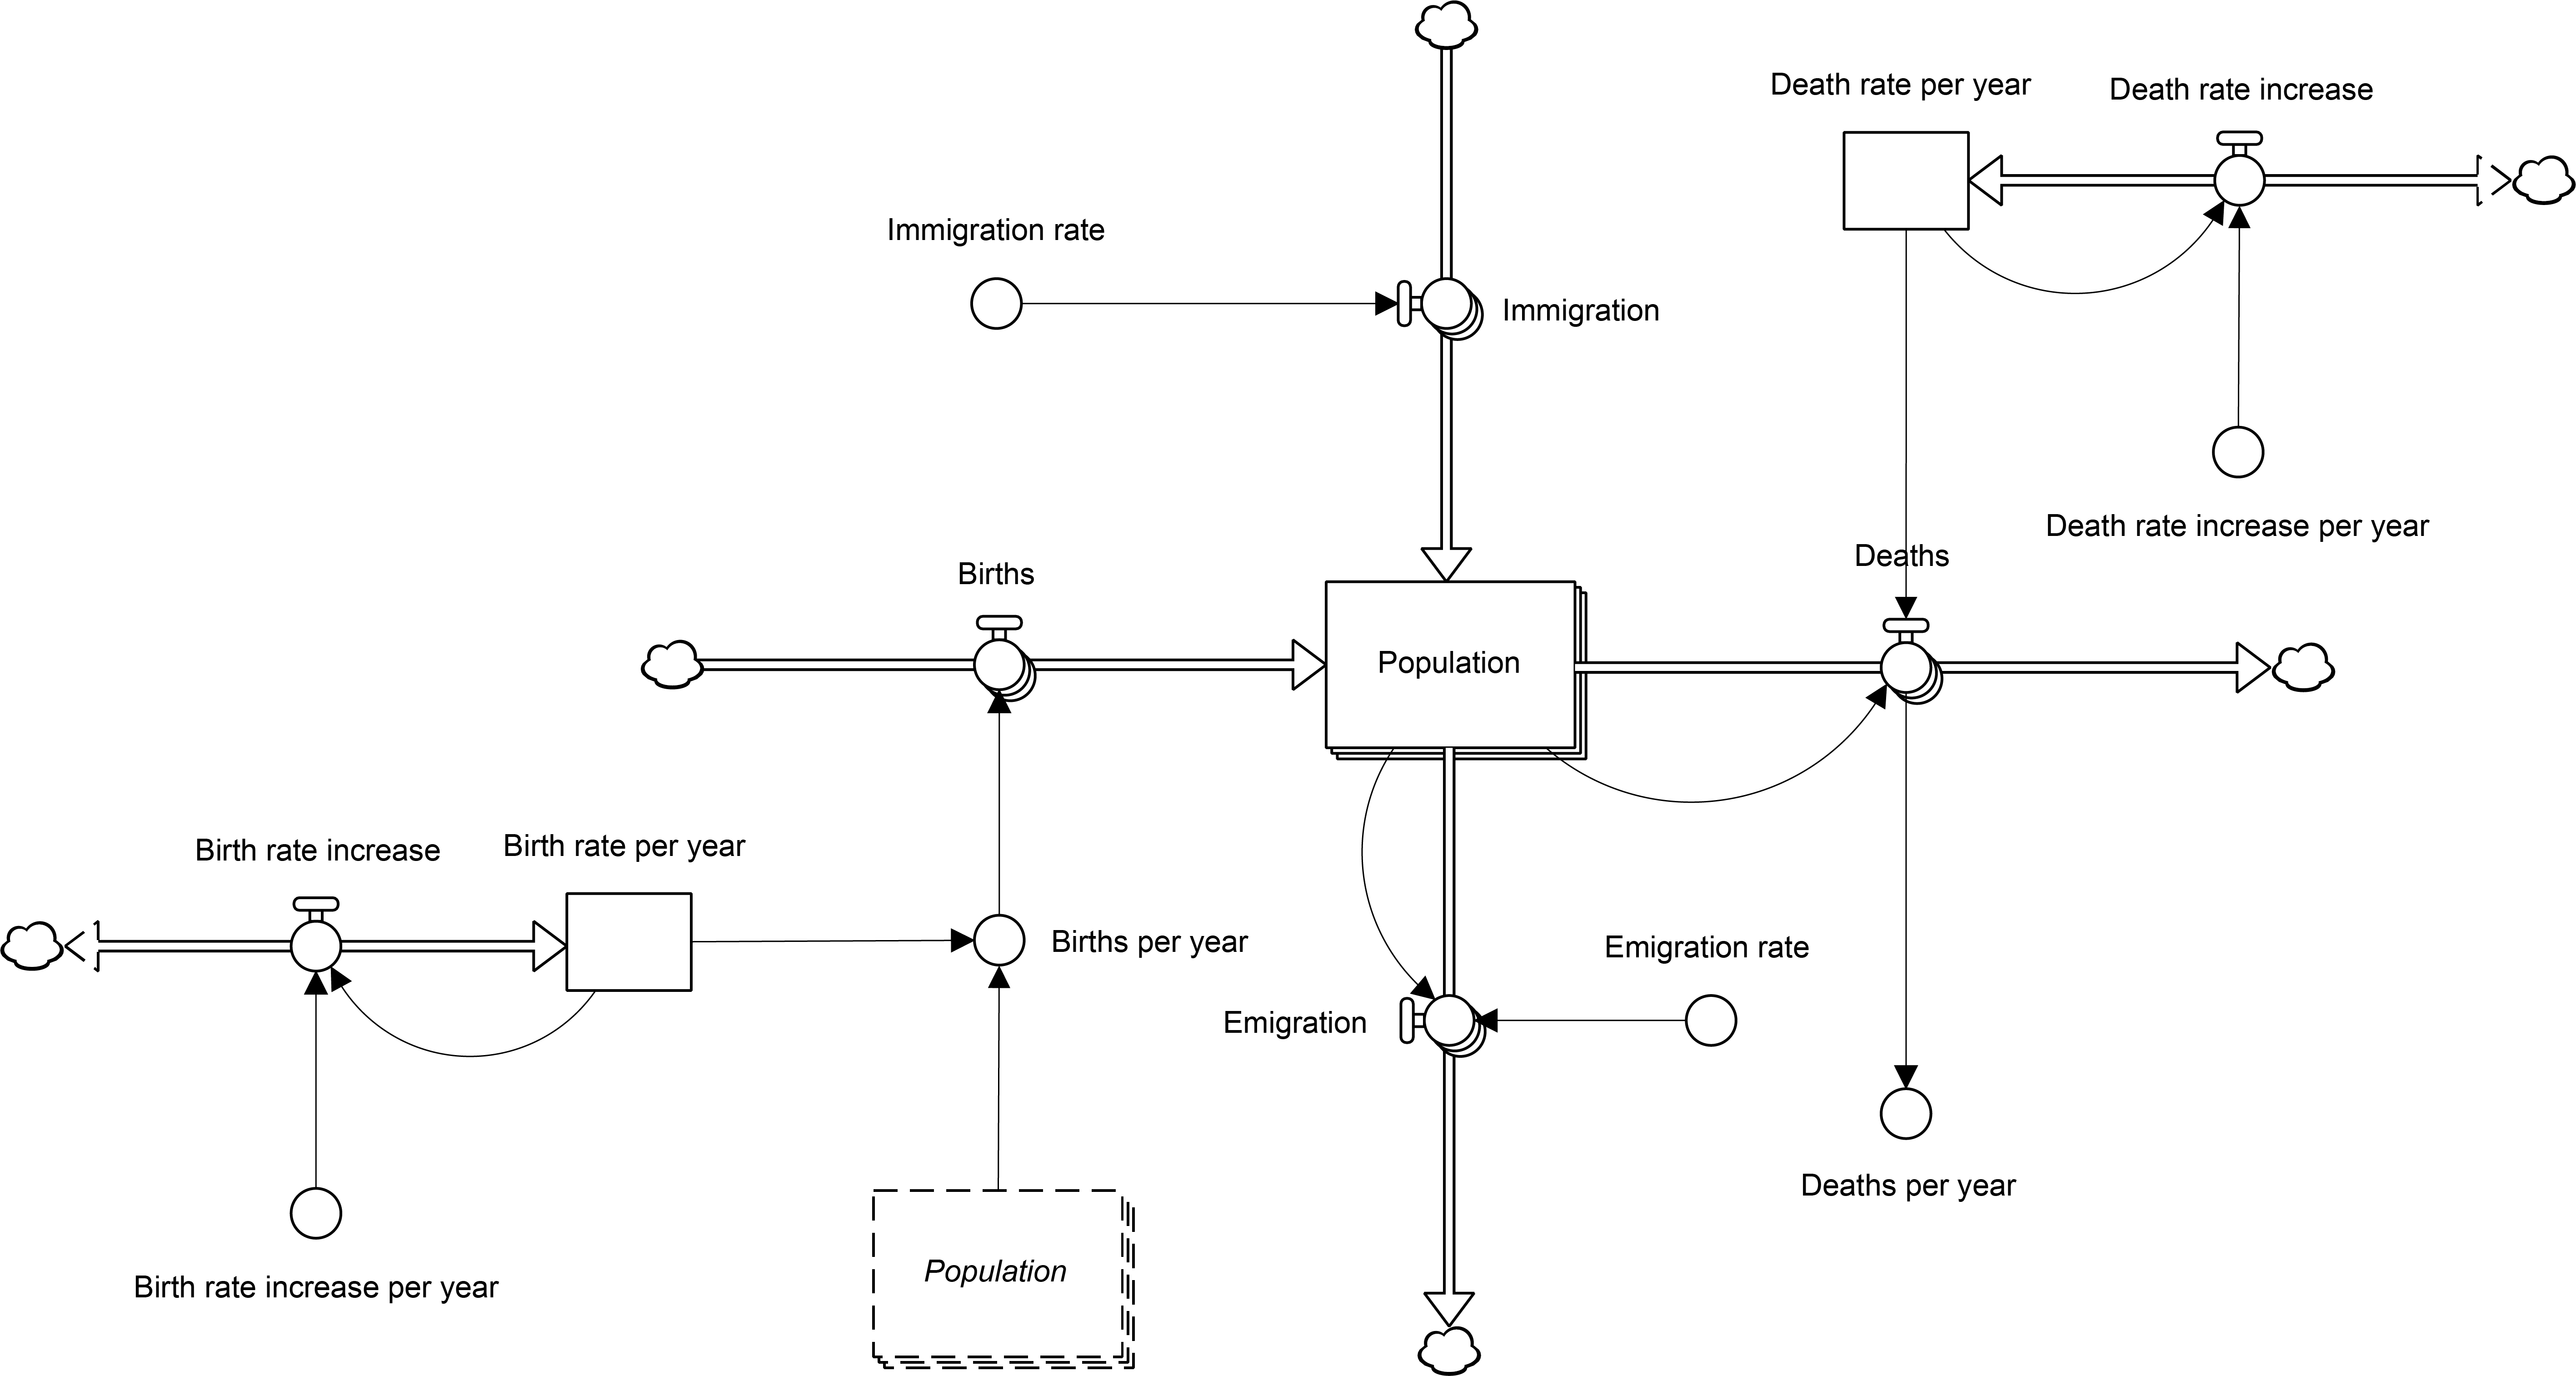 Death rate per year
Death rate increase
Immigration rate
Immigration
Death rate increase per year
Deaths
Births
Population
Birth rate per year
Birth rate increase
Births per year
Emigration rate
Emigration
Deaths per year
Population
Birth rate increase per year